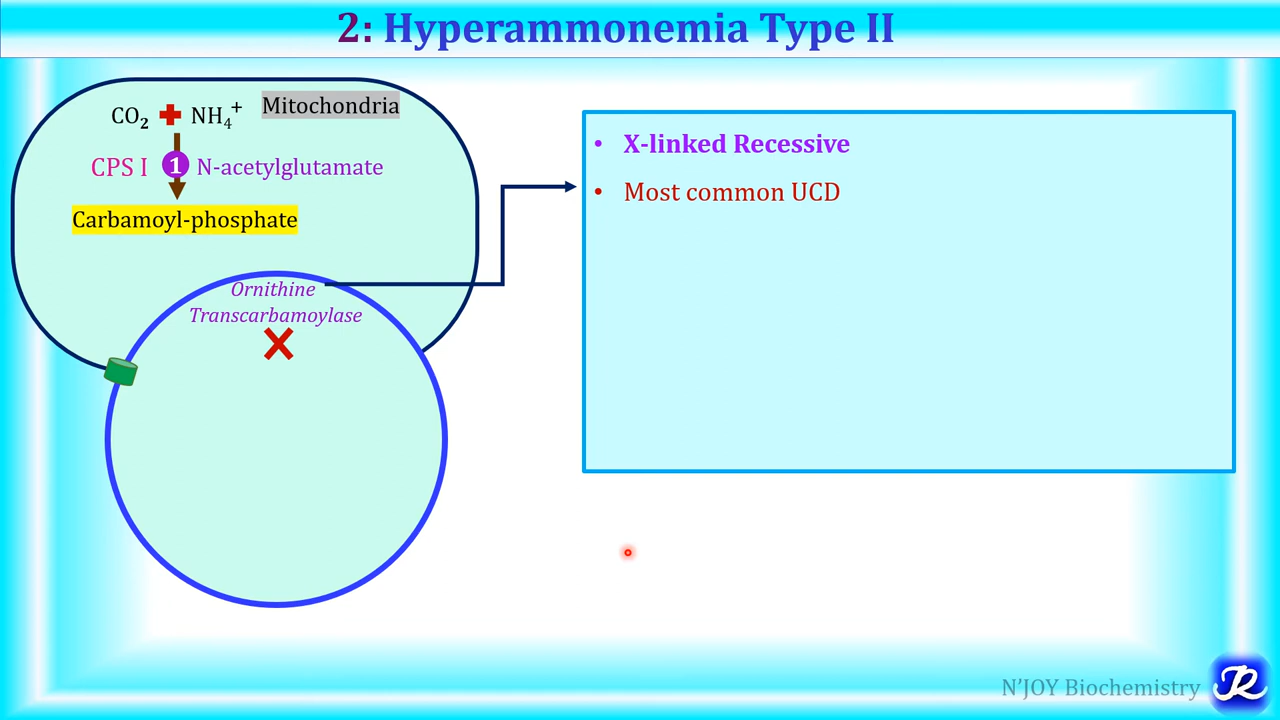 2: Hyperammonemia Type II
CO₂ + NH₄⁺ Mitochondria
CPS I 1 N-acetylglutamate
Carbamoyl-phosphate
Ornithine
Transcarbamoylase
• X-linked Recessive
• Most common UCD
N'JOY Biochemistry
JR